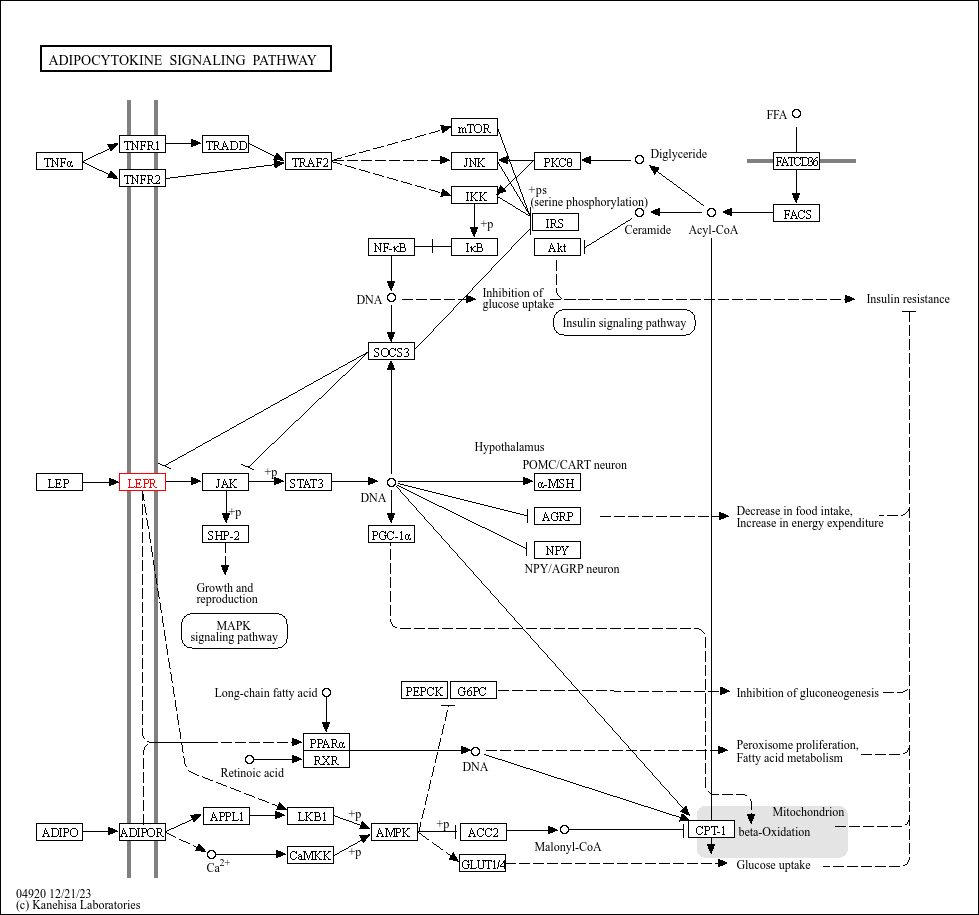 ADIPOCYTOKINE SIGNALING PATHWAY
FFA
mTOR
TNFR1
TRADD
TNFα
TRAF2
JNK
PKCθ
Diglyceride
FATCD36
TNFR2
IKK
+ps
(serine phosphorylation)
FACS
+p
IRS
Ceramide
Acyl-CoA
NF-κB
IκB
Akt
DNA
Inhibition of
glucose uptake
Insulin resistance
Insulin signaling pathway
SOCS3
Hypothalamus
POMC/CART neuron
LEP
LEPR
JAK
+p
STAT3
DNA
α-MSH
+p
AGRP
Decrease in food intake,
Increase in energy expenditure
SHP-2
PGC-1α
NPY
NPY/AGRP neuron
Growth and
reproduction
MAPK
signaling pathway
Long-chain fatty acid
PEPCK
G6PC
Inhibition of gluconeogenesis
PPARα
RXR
Retinoic acid
DNA
Peroxisome proliferation,
Fatty acid metabolism
APPL1
LKB1
+p
Mitochondrion
ADIPO
ADIPOR
AMPK
+p
ACC2
Malonyl-CoA
CPT-1
beta-Oxidation
Ca2+
CaMKK
+p
GLUT1/4
Glucose uptake
04920 12/21/23
(c) Kanehisa Laboratories